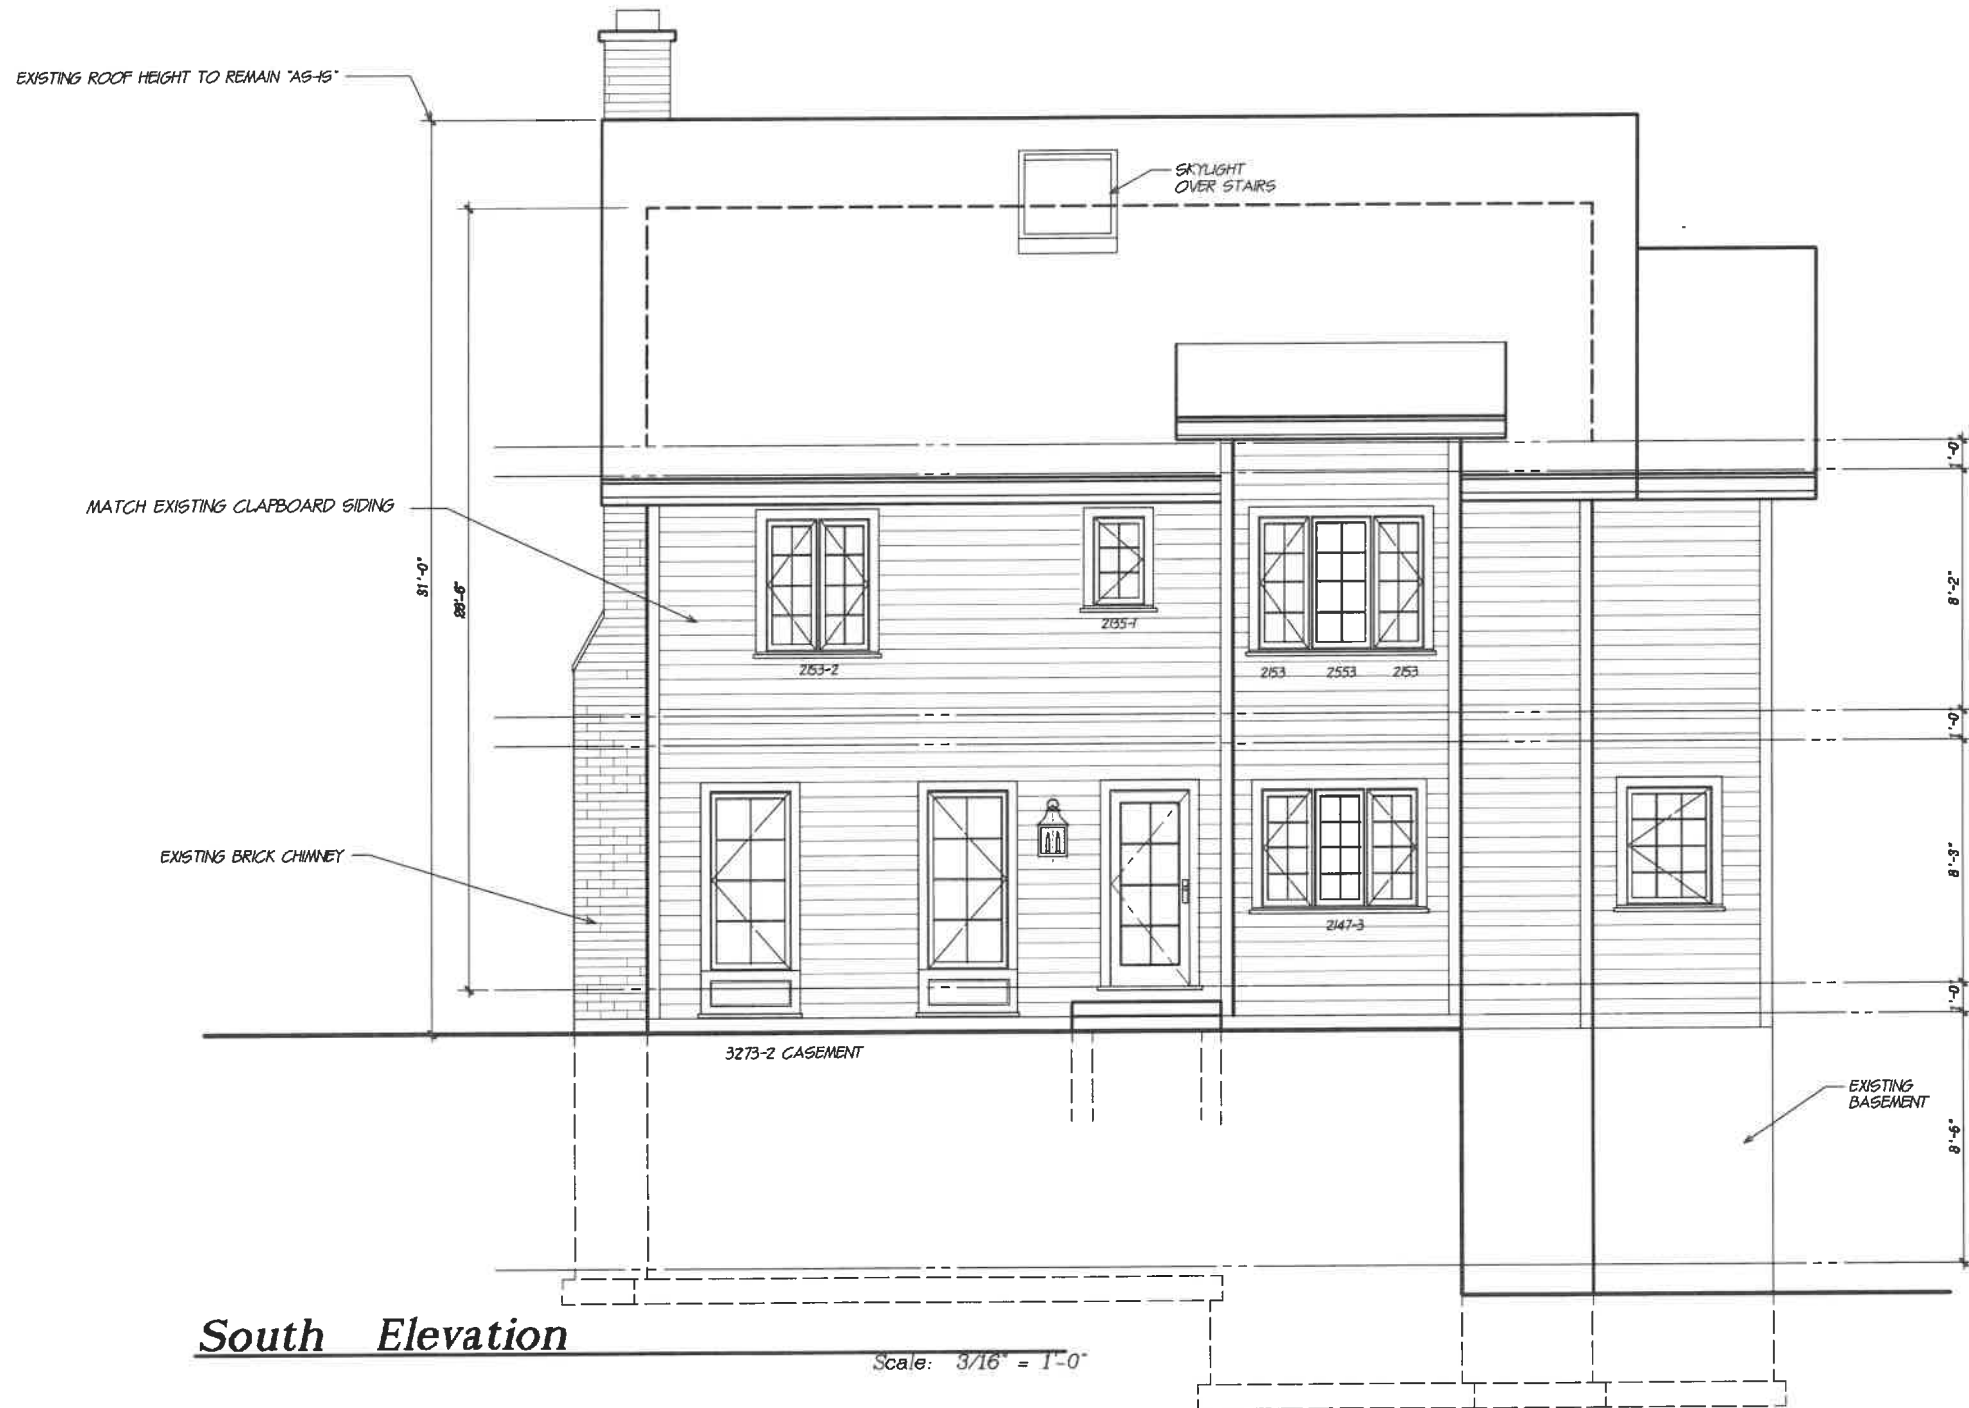 EXISTING ROOF HEIGHT TO REMAIN "AS-IS"
SKYLIGHT
OVER STAIRS
1'-0"
MATCH EXISTING CLAPBOARD SIDING
31'-0"
8'-2"
2135-1
2153-2
2153 2553 2153
1'-0"
EXISTING BRICK CHIMNEY
8'-3"
2147-3
1'-0"
3273-2 CASEMENT
EXISTING
BASEMENT
8'-6"
South Elevation
Scale: 3/16" = 1'-0"